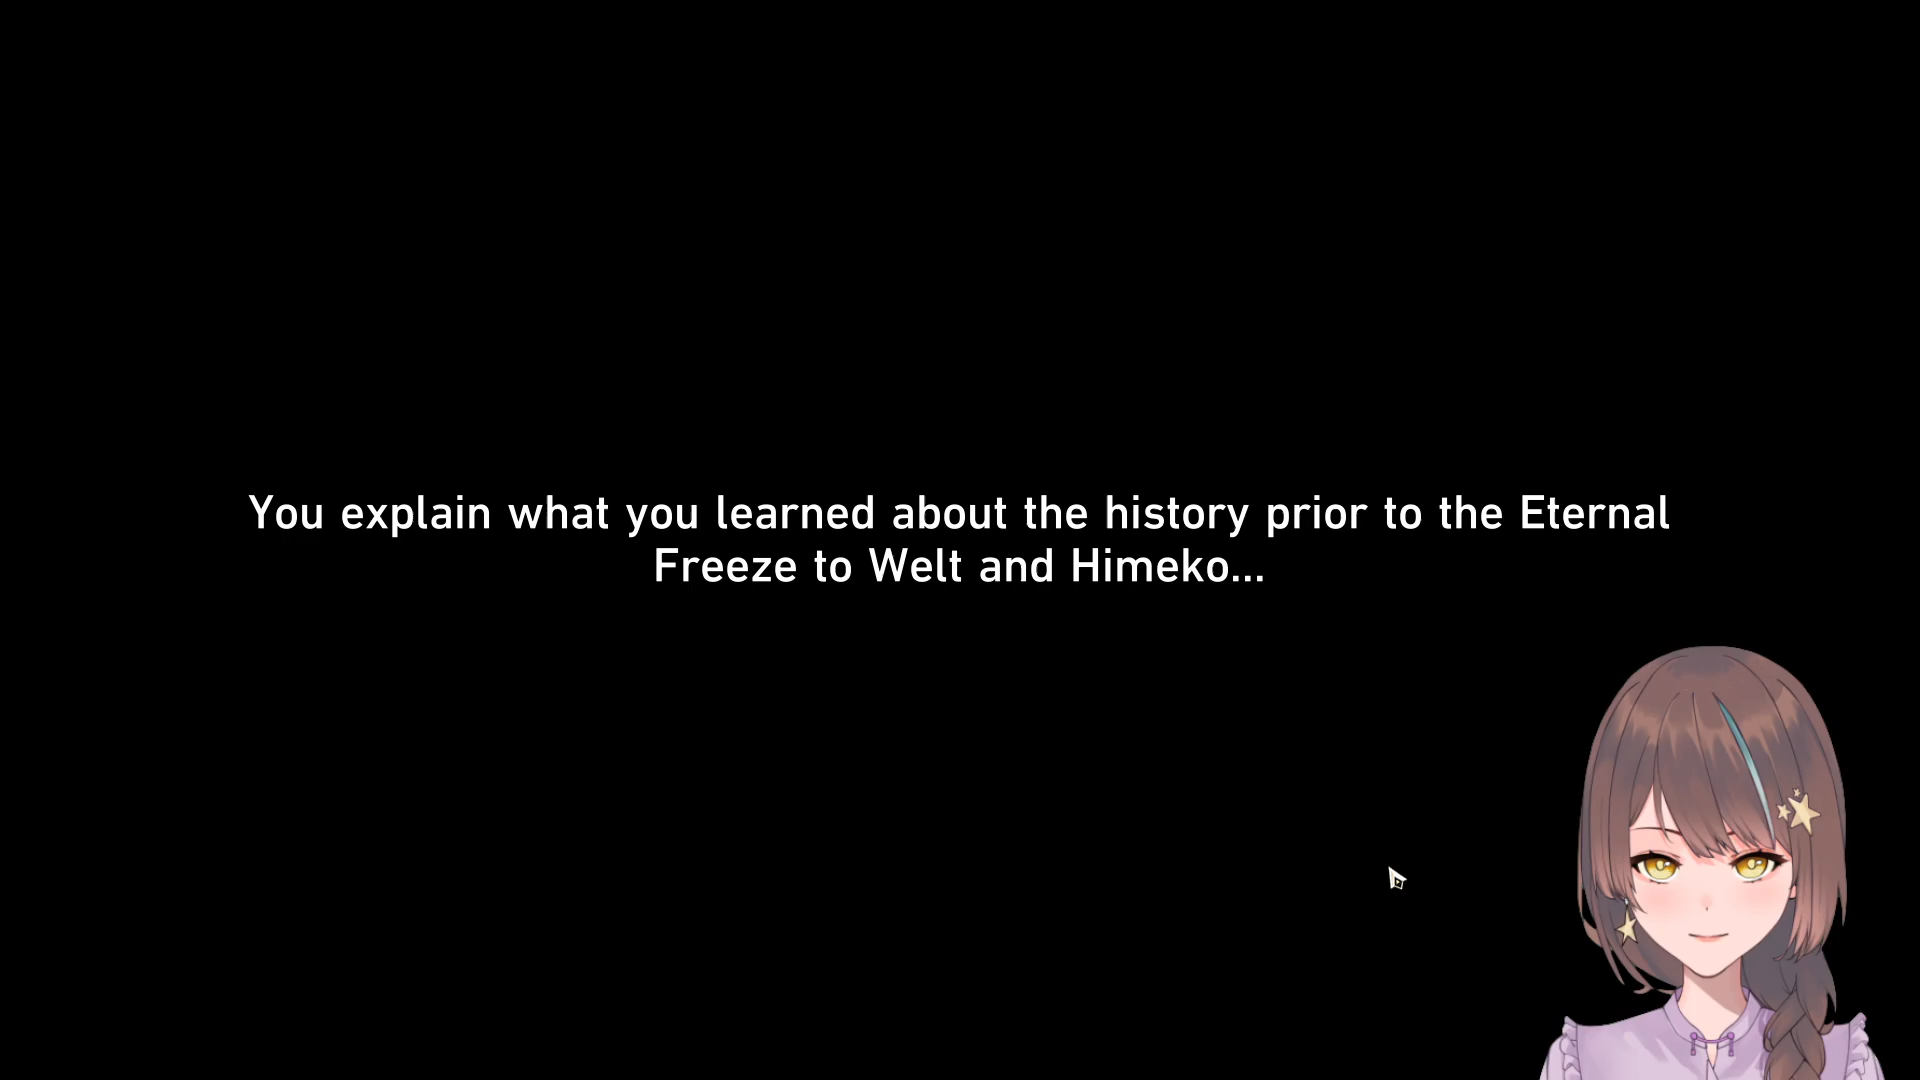 You explain what you learned about the history prior to the Eternal
Freeze to Welt and Himeko...